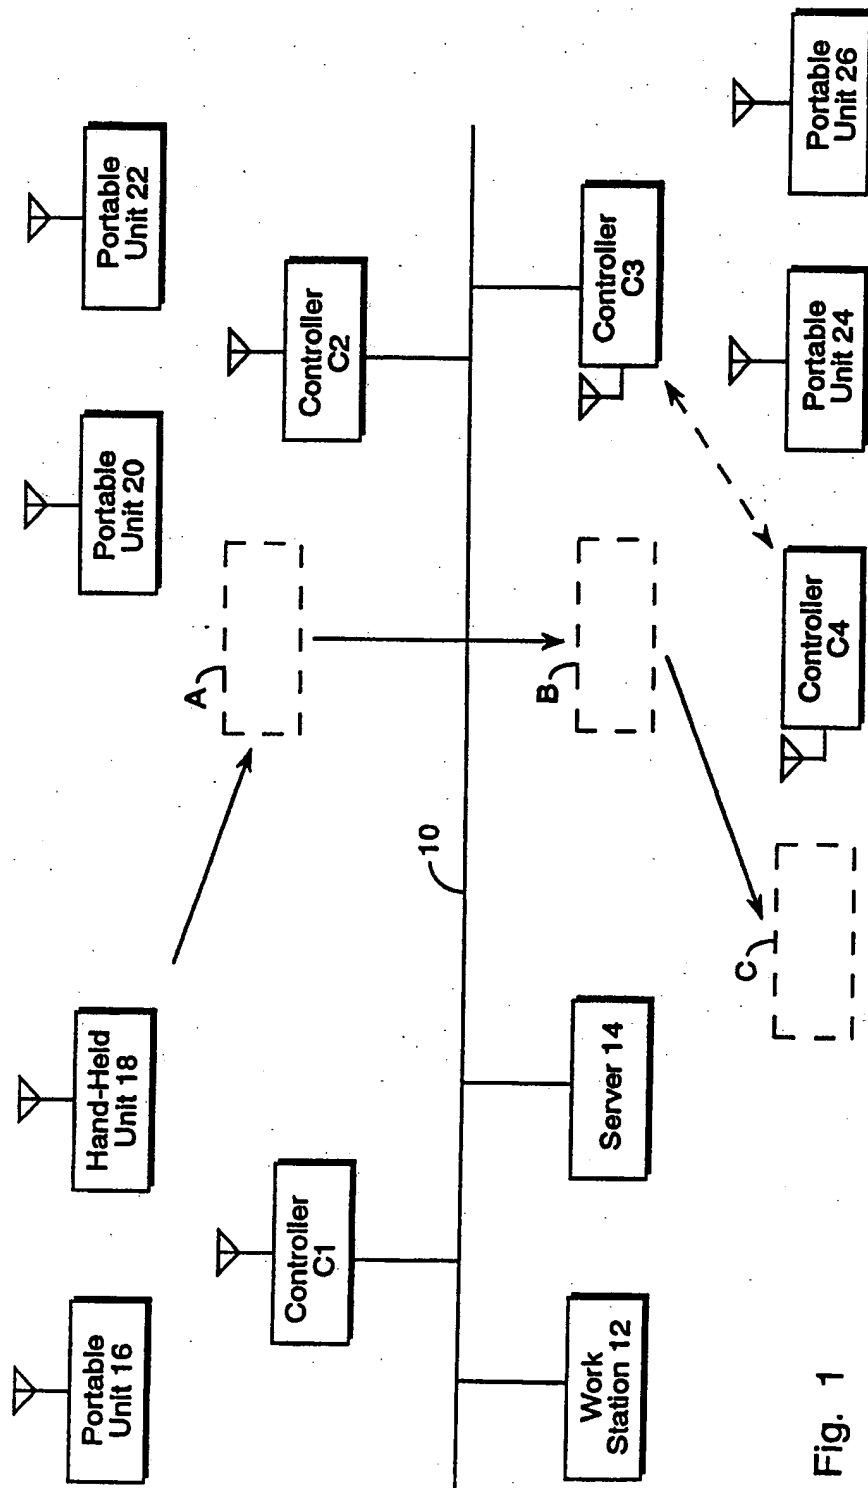 Portable
Unit 16
Hand-Held
Unit 18
Portable
Unit 20
Portable
Unit 22
Controller
C1
A
Controller
C2
10
Work
Station 12
Server 14
B
Controller
C3
C
Controller
C4
Portable
Unit 24
Portable
Unit 26
Fig. 1